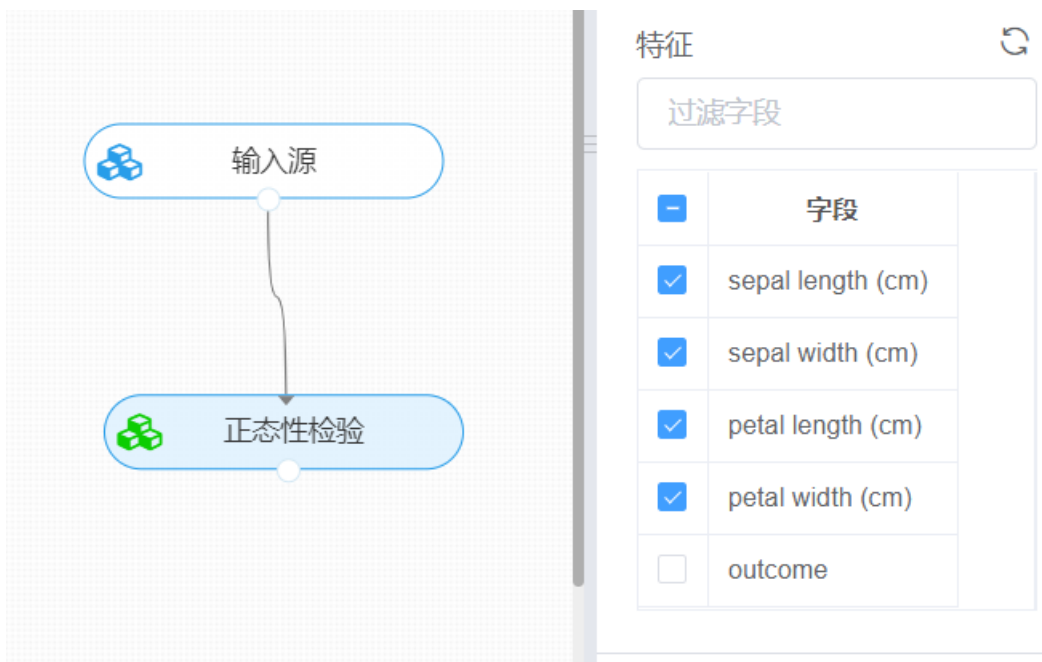 输入源
正态性检验
特征
过滤字段
字段
sepal length (cm)
sepal width (cm)
petal length (cm)
petal width (cm)
outcome